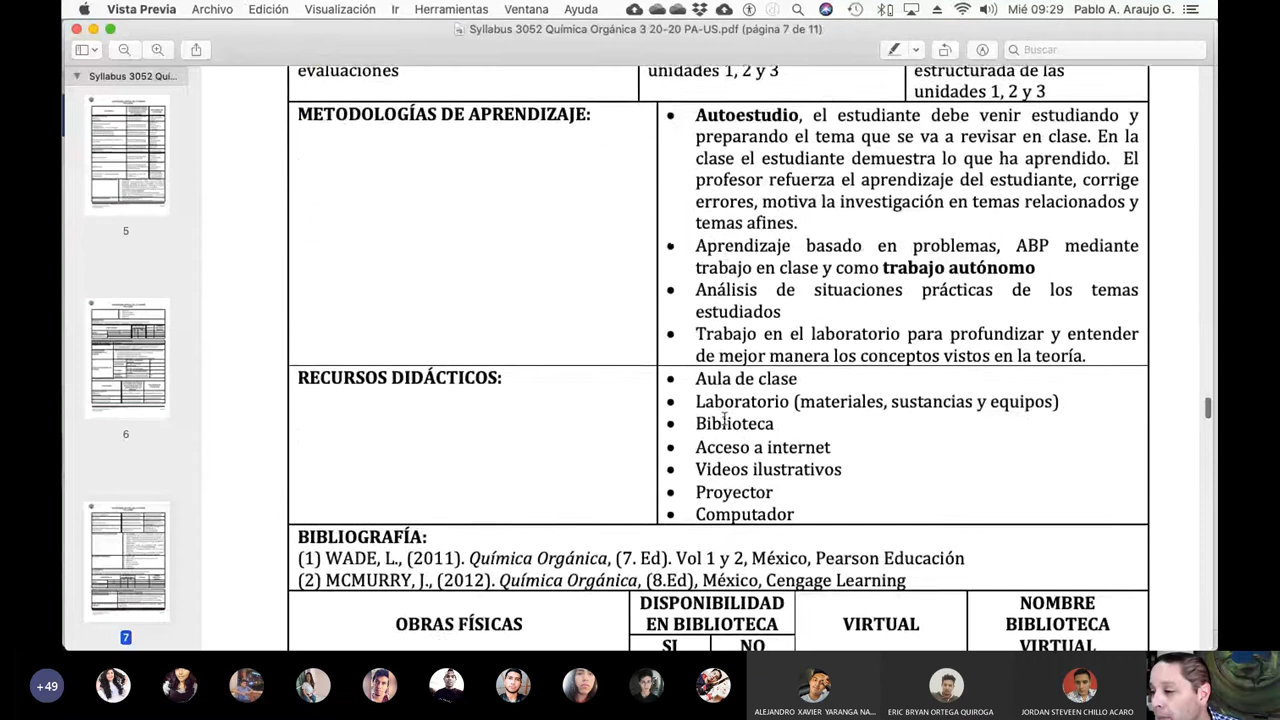 Vista Previa Archivo Edición Visualización Ir Herramientas Ventana Ayuda Mié 09:29 Pablo A. Araujo G.
Syllabus 3052 Química Orgánica 3 20-20 PA-US.pdf (página 7 de 11)
Buscar
Syllabus 3052 Quí...
5
6
7
evaluaciones
unidades 1, 2 y 3
estructurada de las
unidades 1, 2 y 3
METODOLOGÍAS DE APRENDIZAJE:
• Autoestudio, el estudiante debe venir estudiando y
preparando el tema que se va a revisar en clase. En la
clase el estudiante demuestra lo que ha aprendido. El
profesor refuerza el aprendizaje del estudiante, corrige
errores, motiva la investigación en temas relacionados y
temas afines.
• Aprendizaje basado en problemas, ABP mediante
trabajo en clase y como trabajo autónomo
• Análisis de situaciones prácticas de los temas
estudiados
• Trabajo en el laboratorio para profundizar y entender
de mejor manera los conceptos vistos en la teoría.
RECURSOS DIDÁCTICOS:
• Aula de clase
• Laboratorio (materiales, sustancias y equipos)
• Biblioteca
• Acceso a internet
• Videos ilustrativos
• Proyector
• Computador
BIBLIOGRAFÍA:
(1) WADE, L., (2011). Química Orgánica, (7. Ed). Vol 1 y 2, México, Pearson Educación
(2) MCMURRY, J., (2012). Química Orgánica, (8.Ed), México, Cengage Learning
OBRAS FÍSICAS
DISPONIBILIDAD
EN BIBLIOTECA
SI NO
VIRTUAL
NOMBRE
BIBLIOTECA
VIRTUAL
+49
ALEJANDRO XAVIER YARANGA NA...
ERIC BRYAN ORTEGA QUIROGA
JORDAN STEVEEN CHILLO ACARO